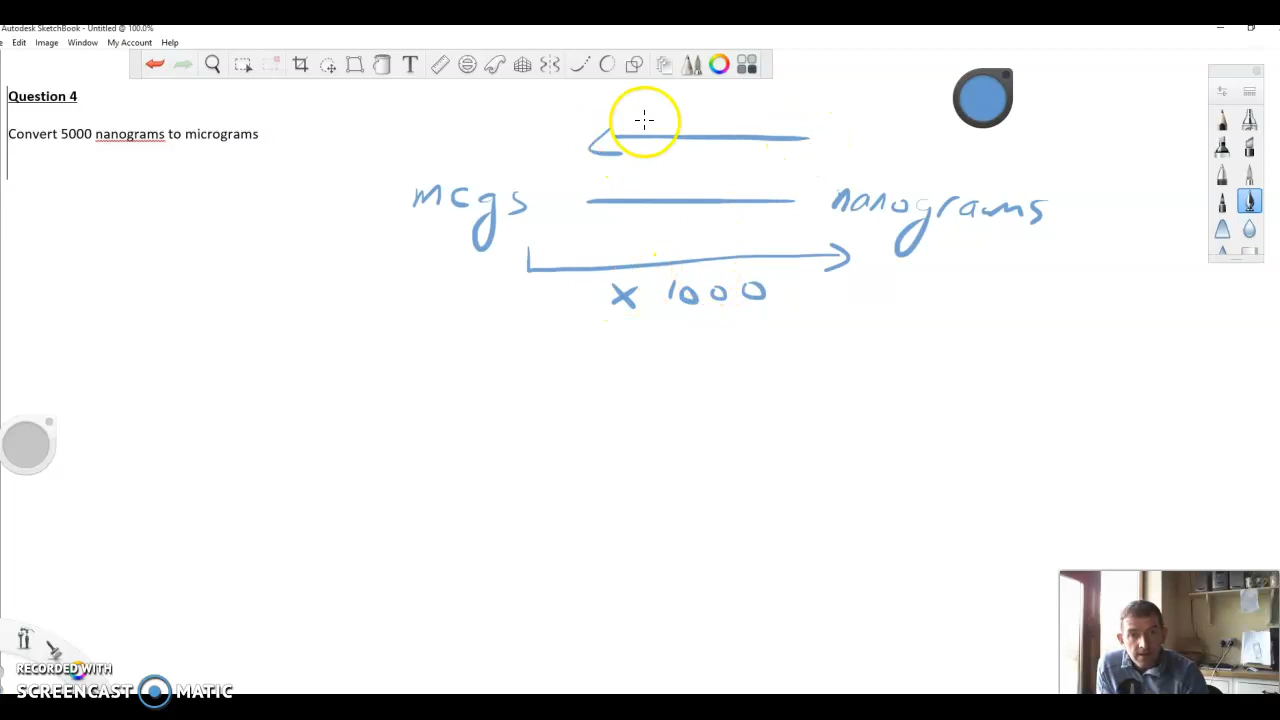 Autodesk SketchBook - Untitled @ 100.0%
Edit Image Window My Account Help
Question 4
Convert 5000 nanograms to micrograms
mcgs nanograms
x 1000
RECORDED WITH
SCREENCAST MATIC